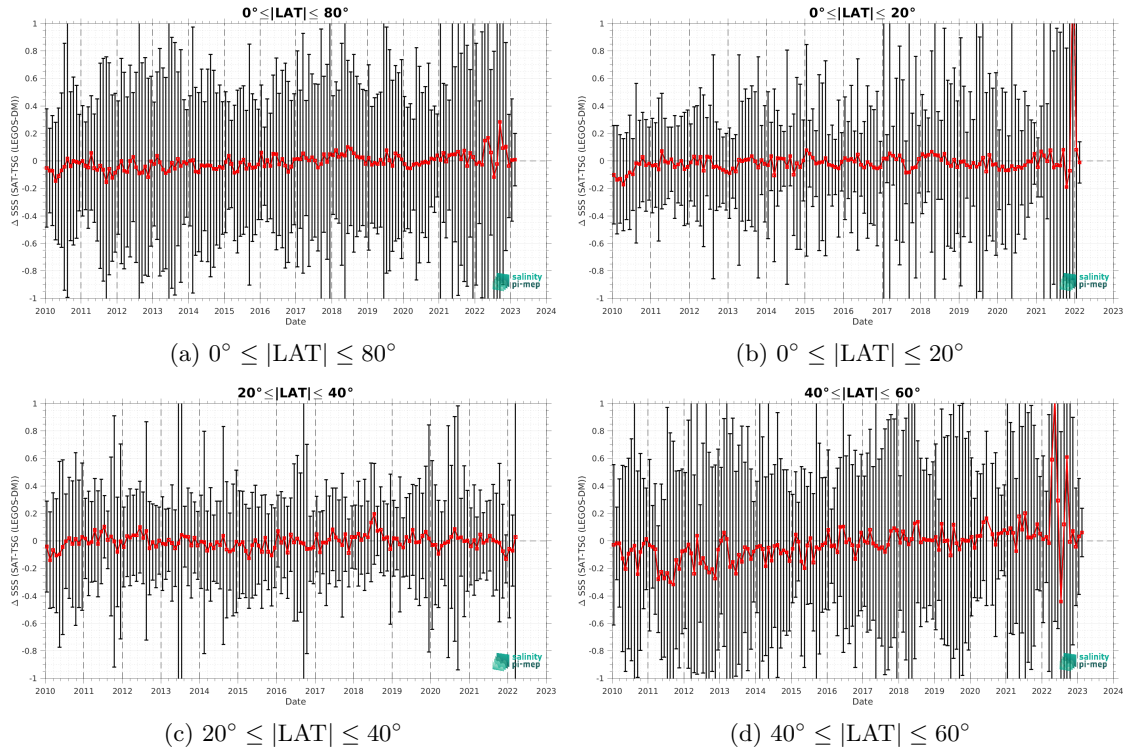 0°≤|LAT|≤ 80°
Δ SSS (SAT-TSG (LEGOS-DM))
1
0.8
0.6
0.4
0.2
0
-0.2
-0.4
-0.6
-0.8
-1
salinity
pi-mep
2010 2011 2012 2013 2014 2015 2016 2017 2018 2019 2020 2021 2022 2023 2024
Date
(a) 0° ≤ |LAT| ≤ 80°
0°≤|LAT|≤ 20°
Δ SSS (SAT-TSG (LEGOS-DM))
1
0.8
0.6
0.4
0.2
0
-0.2
-0.4
-0.6
-0.8
-1
salinity
pi-mep
2010 2011 2012 2013 2014 2015 2016 2017 2018 2019 2020 2021 2022 2023
Date
(b) 0° ≤ |LAT| ≤ 20°
20°≤|LAT|≤ 40°
Δ SSS (SAT-TSG (LEGOS-DM))
1
0.8
0.6
0.4
0.2
0
-0.2
-0.4
-0.6
-0.8
-1
salinity
pi-mep
2010 2011 2012 2013 2014 2015 2016 2017 2018 2019 2020 2021 2022 2023
Date
(c) 20° ≤ |LAT| ≤ 40°
40°≤|LAT|≤ 60°
Δ SSS (SAT-TSG (LEGOS-DM))
1
0.8
0.6
0.4
0.2
0
-0.2
-0.4
-0.6
-0.8
-1
salinity
pi-mep
2010 2011 2012 2013 2014 2015 2016 2017 2018 2019 2020 2021 2022 2023 2024
Date
(d) 40° ≤ |LAT| ≤ 60°